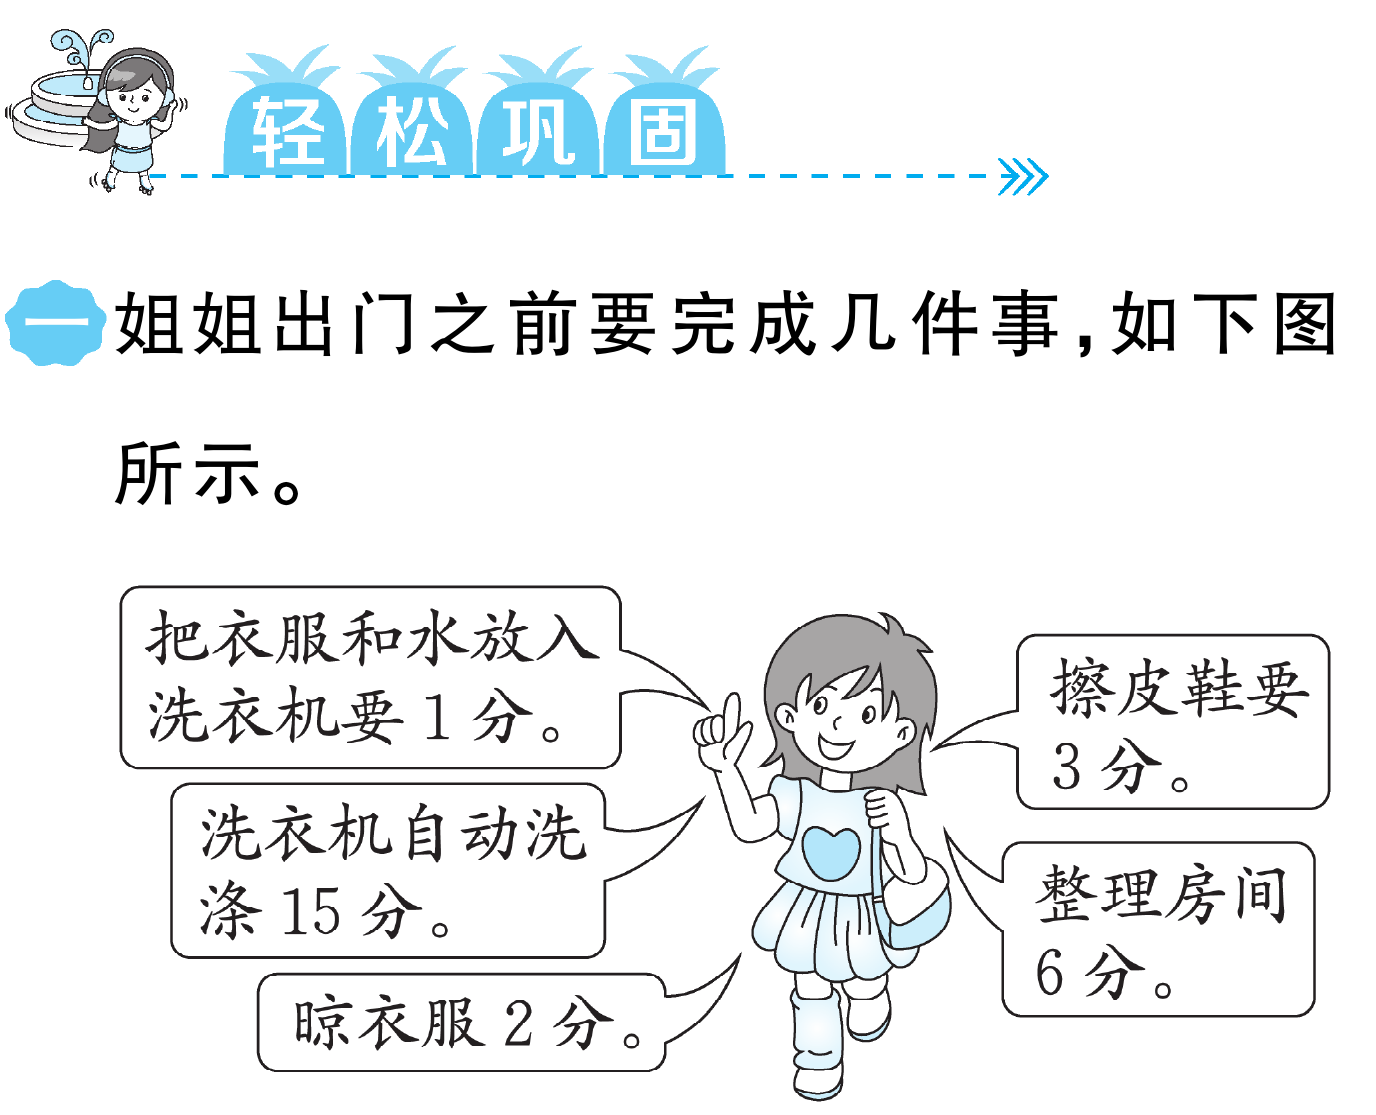 轻松巩固
一 姐姐出门之前要完成几件事,如下图
所示。
把衣服和水放入
洗衣机要1分。
洗衣机自动洗
涤15分。
晾衣服2分。
擦皮鞋要
3分。
整理房间
6分。